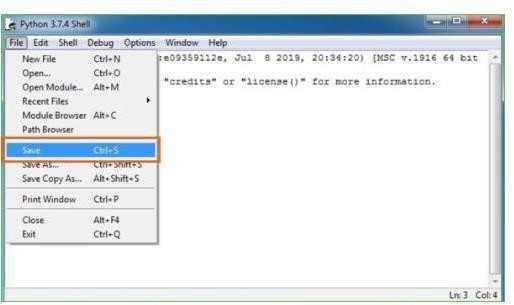 Python 3.7.4 Shell
File Edit Shell Debug Options Window Help
New File Ctrl+N
:e09359112e, Jul 8 2019, 20:34:20) [MSC v.1916 64 bit
Open... Ctrl+O
Open Module... Alt+M
"credits" or "license()" for more information.
Recent Files
Module Browser Alt+C
Path Browser
Save Ctrl+S
Save As... Ctrl+Shift+S
Save Copy As... Alt+Shift+S
Print Window Ctrl+P
Close Alt+F4
Exit Ctrl+Q
Ln: 3 Col: 4